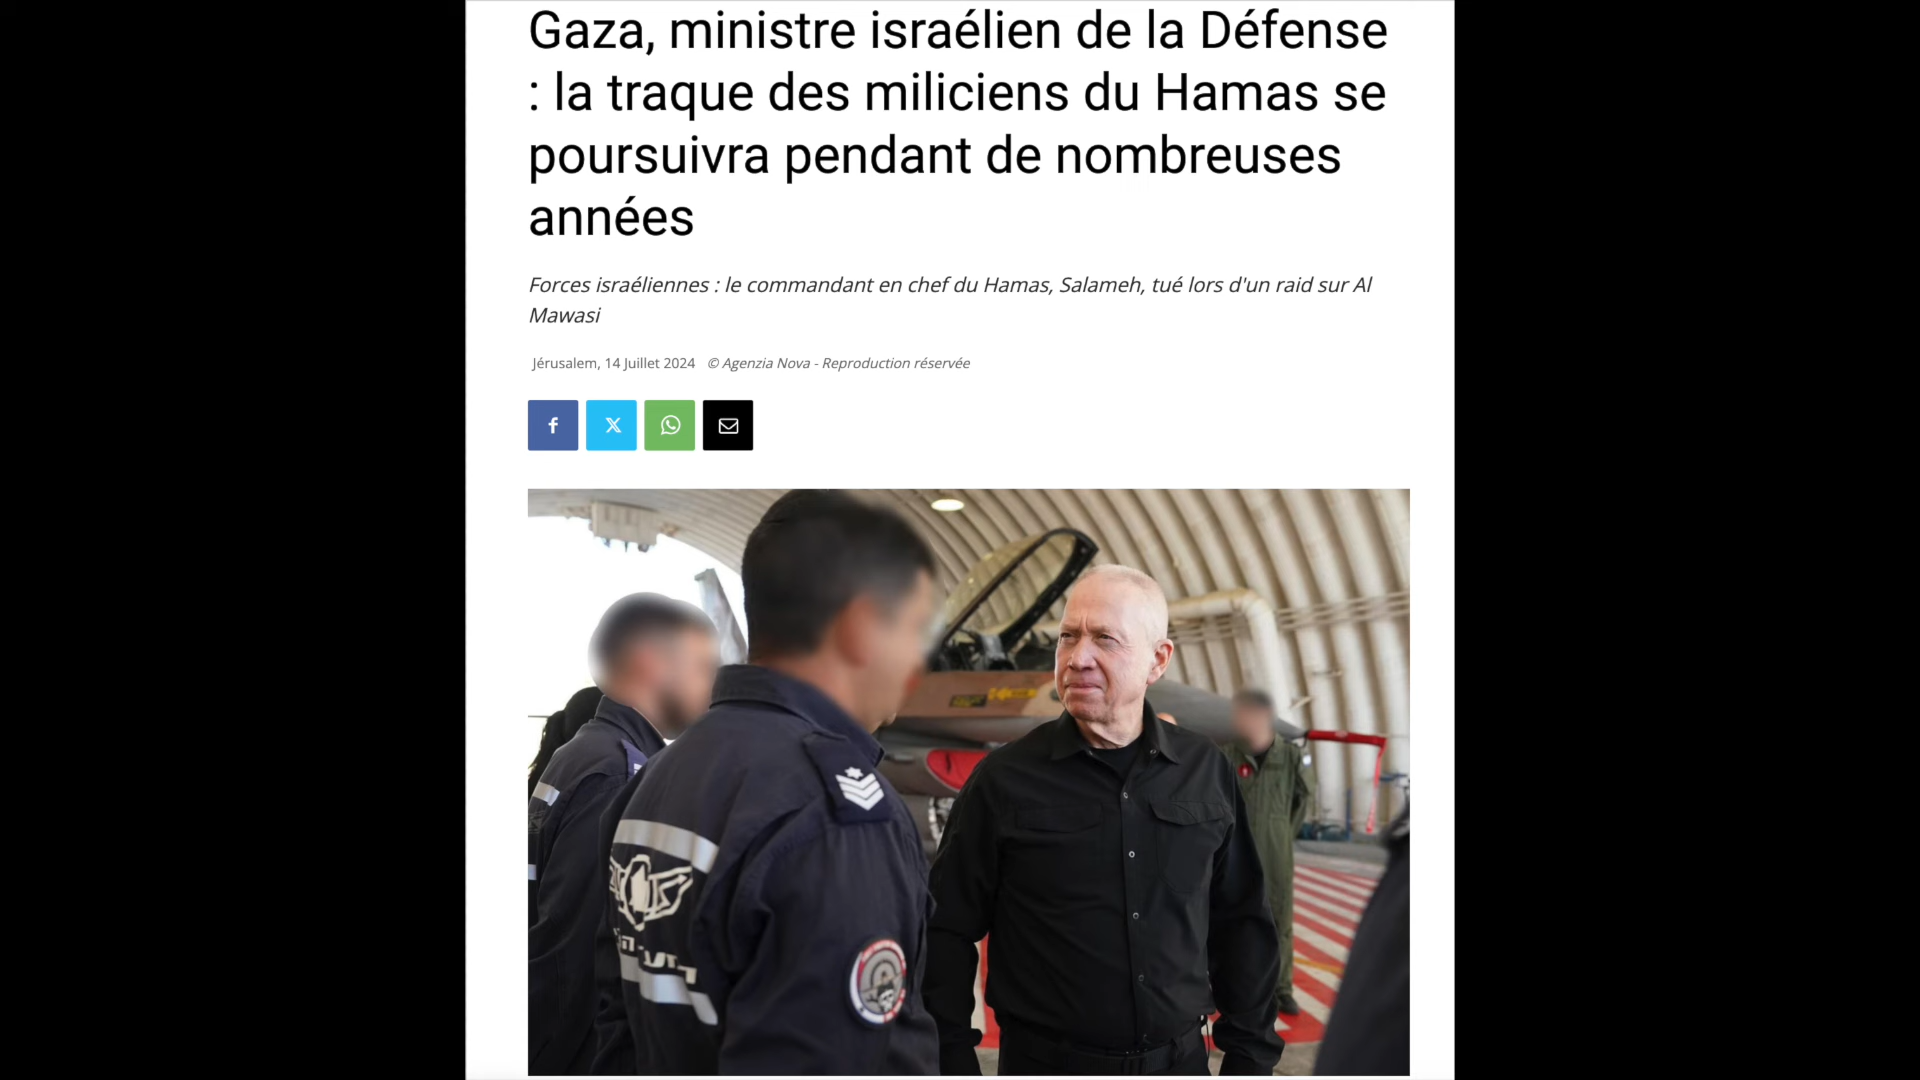 Gaza, ministre israélien de la Défense
: la traque des miliciens du Hamas se
poursuivra pendant de nombreuses
années
Forces israéliennes : le commandant en chef du Hamas, Salameh, tué lors d'un raid sur Al
Mawasi
Jérusalem, 14 Juillet 2024 © Agenzia Nova - Reproduction réservée